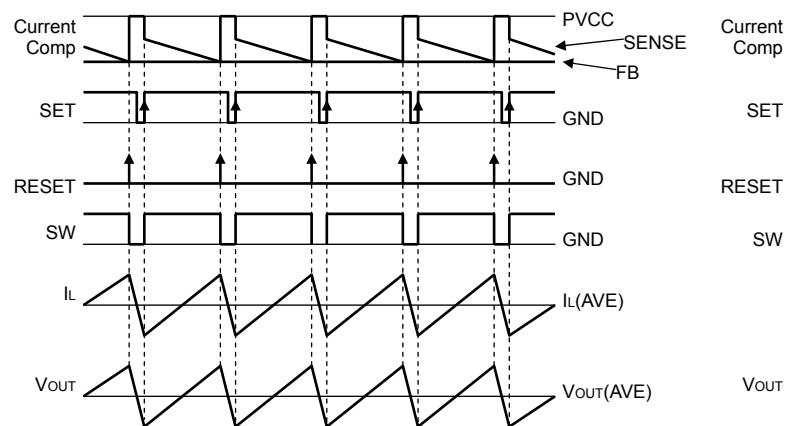 PVCC
Current
Comp
SENSE
FB
SET
GND
RESET
GND
SW
GND
IL
IL(AVE)
VOUT
VOUT(AVE)
Current
Comp
SET
RESET
SW
VOUT